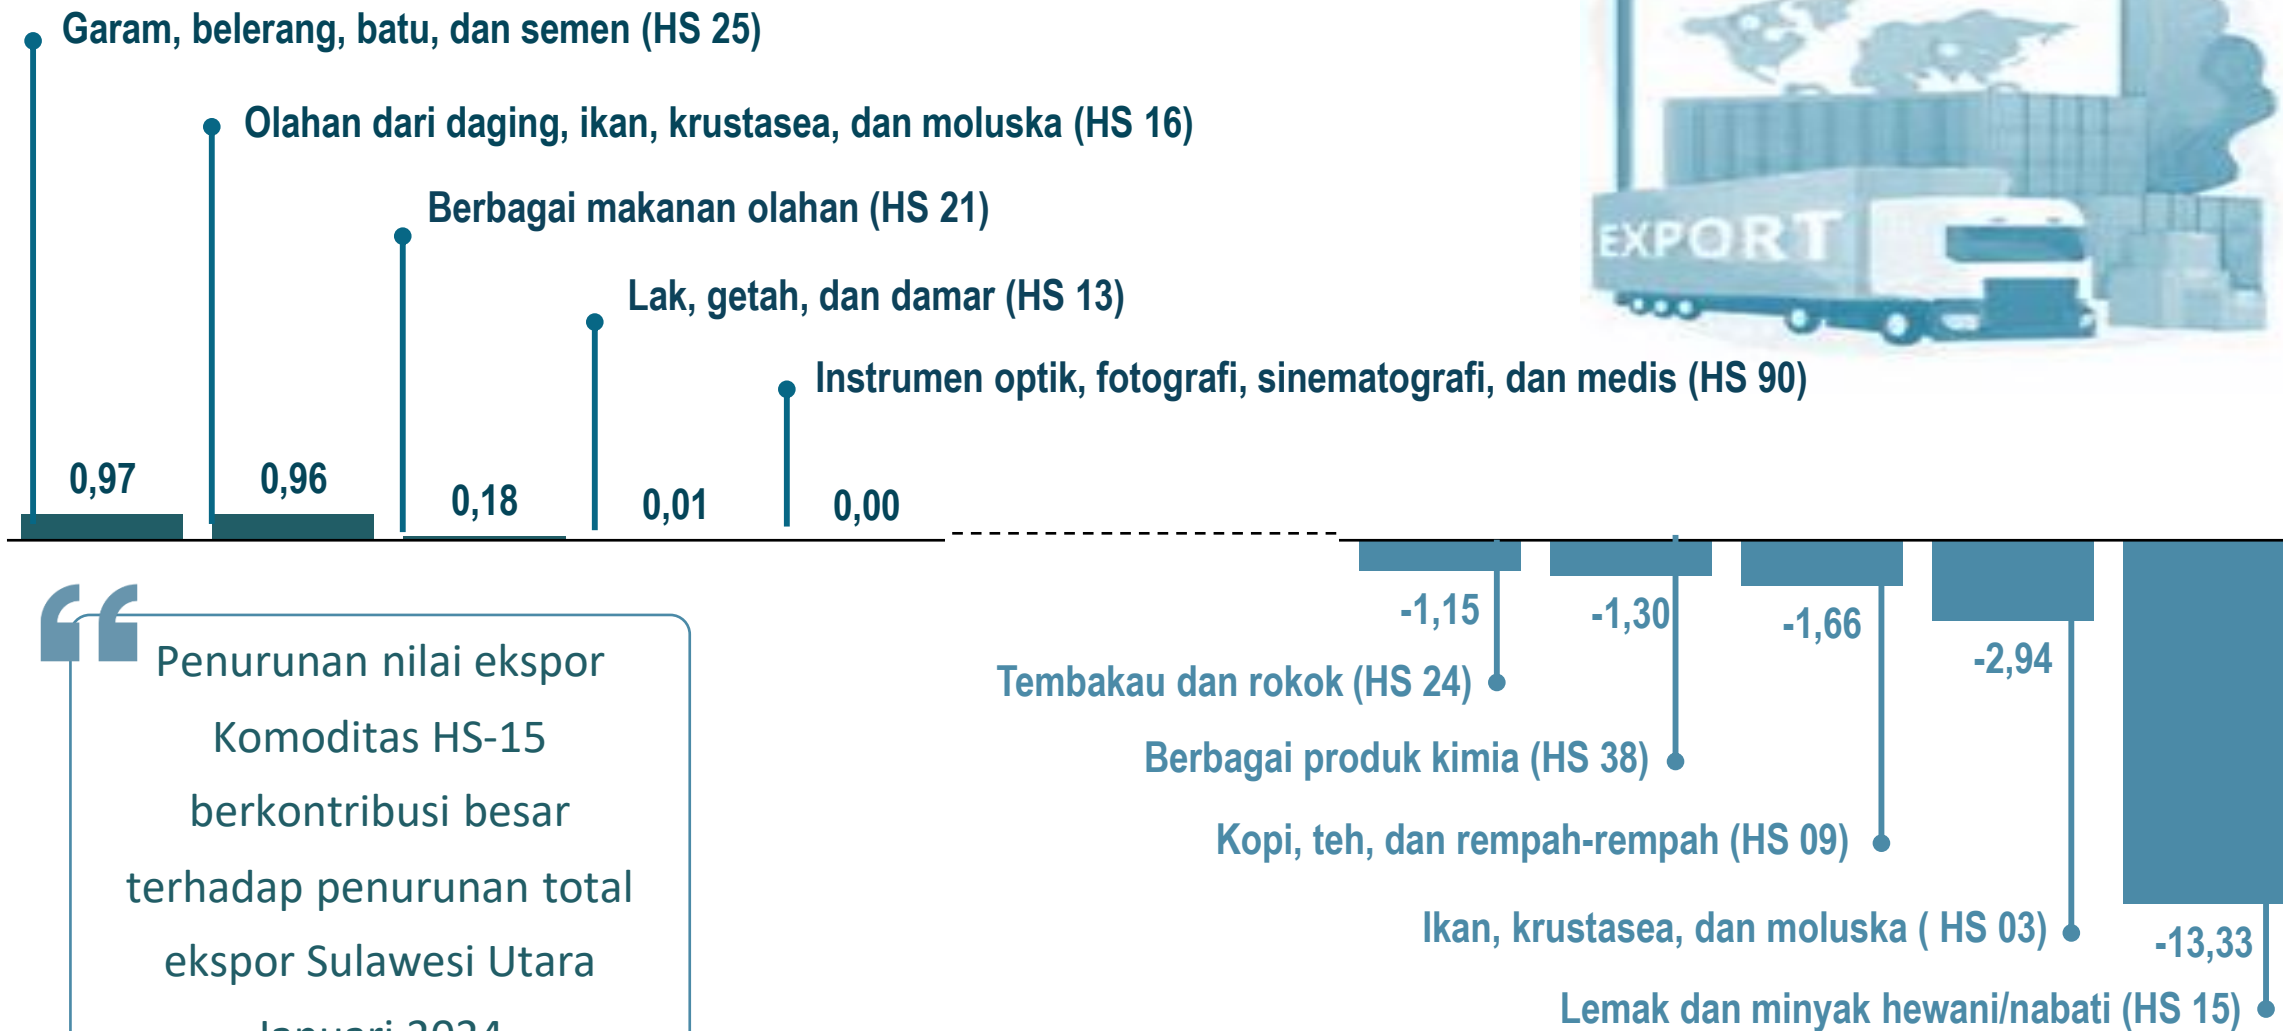 Garam, belerang, batu, dan semen (HS 25)
Olahan dari daging, ikan, krustasea, dan moluska (HS 16)
Berbagai makanan olahan (HS 21)
Lak, getah, dan damar (HS 13)
Instrumen optik, fotografi, sinematografi, dan medis (HS 90)
EXPORT
0,97
0,96
0,18
0,01
0,00
-1,15
-1,30
-1,66
-2,94
-13,33
Tembakau dan rokok (HS 24)
Berbagai produk kimia (HS 38)
Kopi, teh, dan rempah-rempah (HS 09)
Ikan, krustasea, dan moluska ( HS 03)
Lemak dan minyak hewani/nabati (HS 15)
“
Penurunan nilai ekspor
Komoditas HS-15
berkontribusi besar
terhadap penurunan total
ekspor Sulawesi Utara
Januari 2024